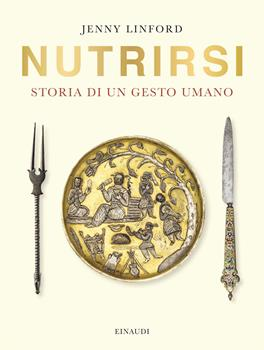 JENNY LINFORD
NUTRIRSI
STORIA DI UN GESTO UMANO
EINAUDI